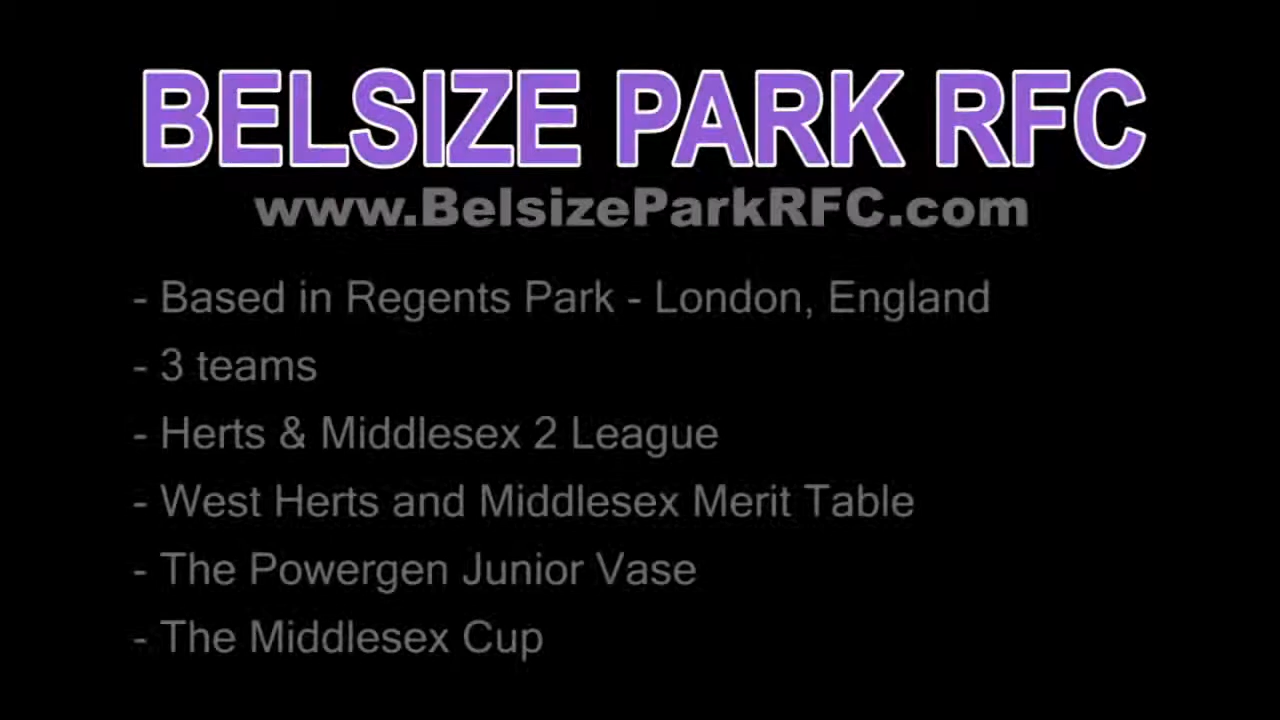 BELSIZE PARK RFC
www.BelsizeParkRFC.com
- Based in Regents Park - London, England
- 3 teams
- Herts & Middlesex 2 League
- West Herts and Middlesex Merit Table
- The Powergen Junior Vase
- The Middlesex Cup